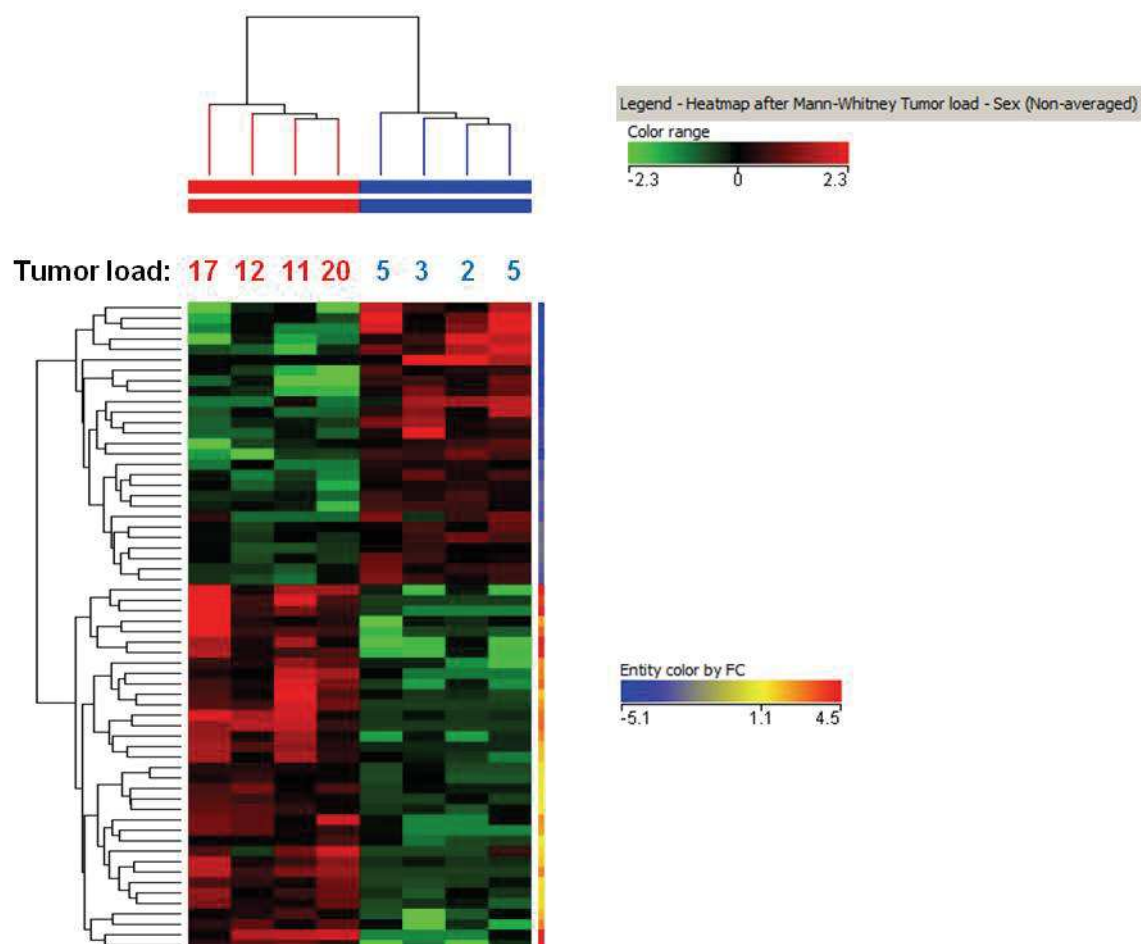 Legend - Heatmap after Mann-Whitney Tumor load - Sex (Non-averaged)
Color range
-2.3 0 2.3
Tumor load: 17 12 11 20 5 3 2 5
Entity color by FC
-5.1 1.1 4.5